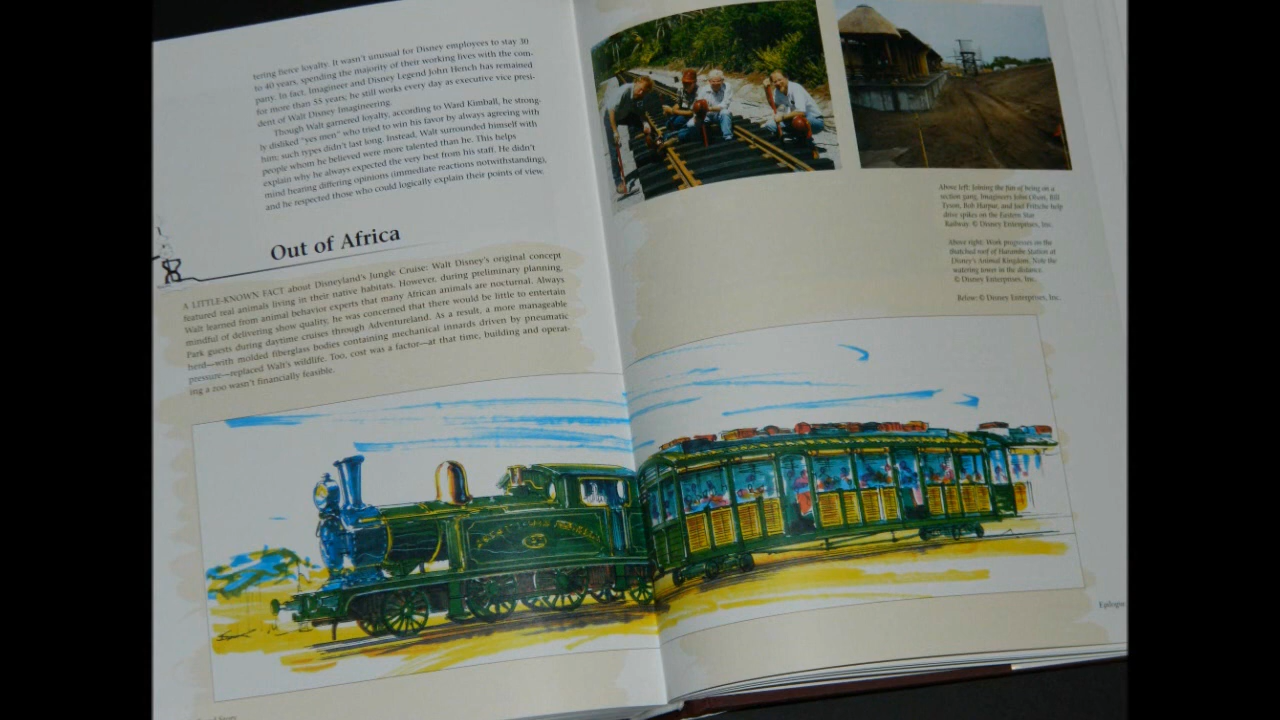 tering fierce loyalty. It wasn't unusual for Disney employees to stay 30
to 40 years, spending the majority of their working lives with the com-
pany. In fact, Imagineer and Disney Legend John Hench has remained
for more than 55 years; he still works every day as executive vice presi-
dent of Walt Disney Imagineering.
Though Walt garnered loyalty, according to Ward Kimball, he strong-
ly disliked "yes men" who tried to win his favor by always agreeing with
him; such types didn't last long. Instead, Walt surrounded himself with
people whom he believed were more talented than he. This helps
explain why he always expected the very best from his staff. He didn't
mind hearing differing opinions (immediate reactions notwithstanding),
and he respected those who could logically explain their points of view.
Out of Africa
A LITTLE-KNOWN FACT about Disneyland's Jungle Cruise: Walt Disney's original concept
featured real animals living in their native habitats. However, during preliminary planning,
Walt learned from animal behavior experts that many African animals are nocturnal. Always
mindful of delivering show quality, he was concerned that there would be little to entertain
Park guests during daytime cruises through Adventureland. As a result, a more manageable
herd—with molded fiberglass bodies containing mechanical innards driven by pneumatic
pressure—replaced Walt's wildlife. Too, cost was a factor—at that time, building and operat-
ing a zoo wasn't financially feasible.
Above left: Joining the fun of being on a
section gang, Imagineers John Olson, Bill
Tyson, Bob Harpur, and Joel Fritsche help
drive spikes on the Eastern Star
Railway. © Disney Enterprises, Inc.
Above right: Work progresses on the
thatched roof of Harambe Station at
Disney's Animal Kingdom. Note the
watering tower in the distance.
© Disney Enterprises, Inc.
Below: © Disney Enterprises, Inc.